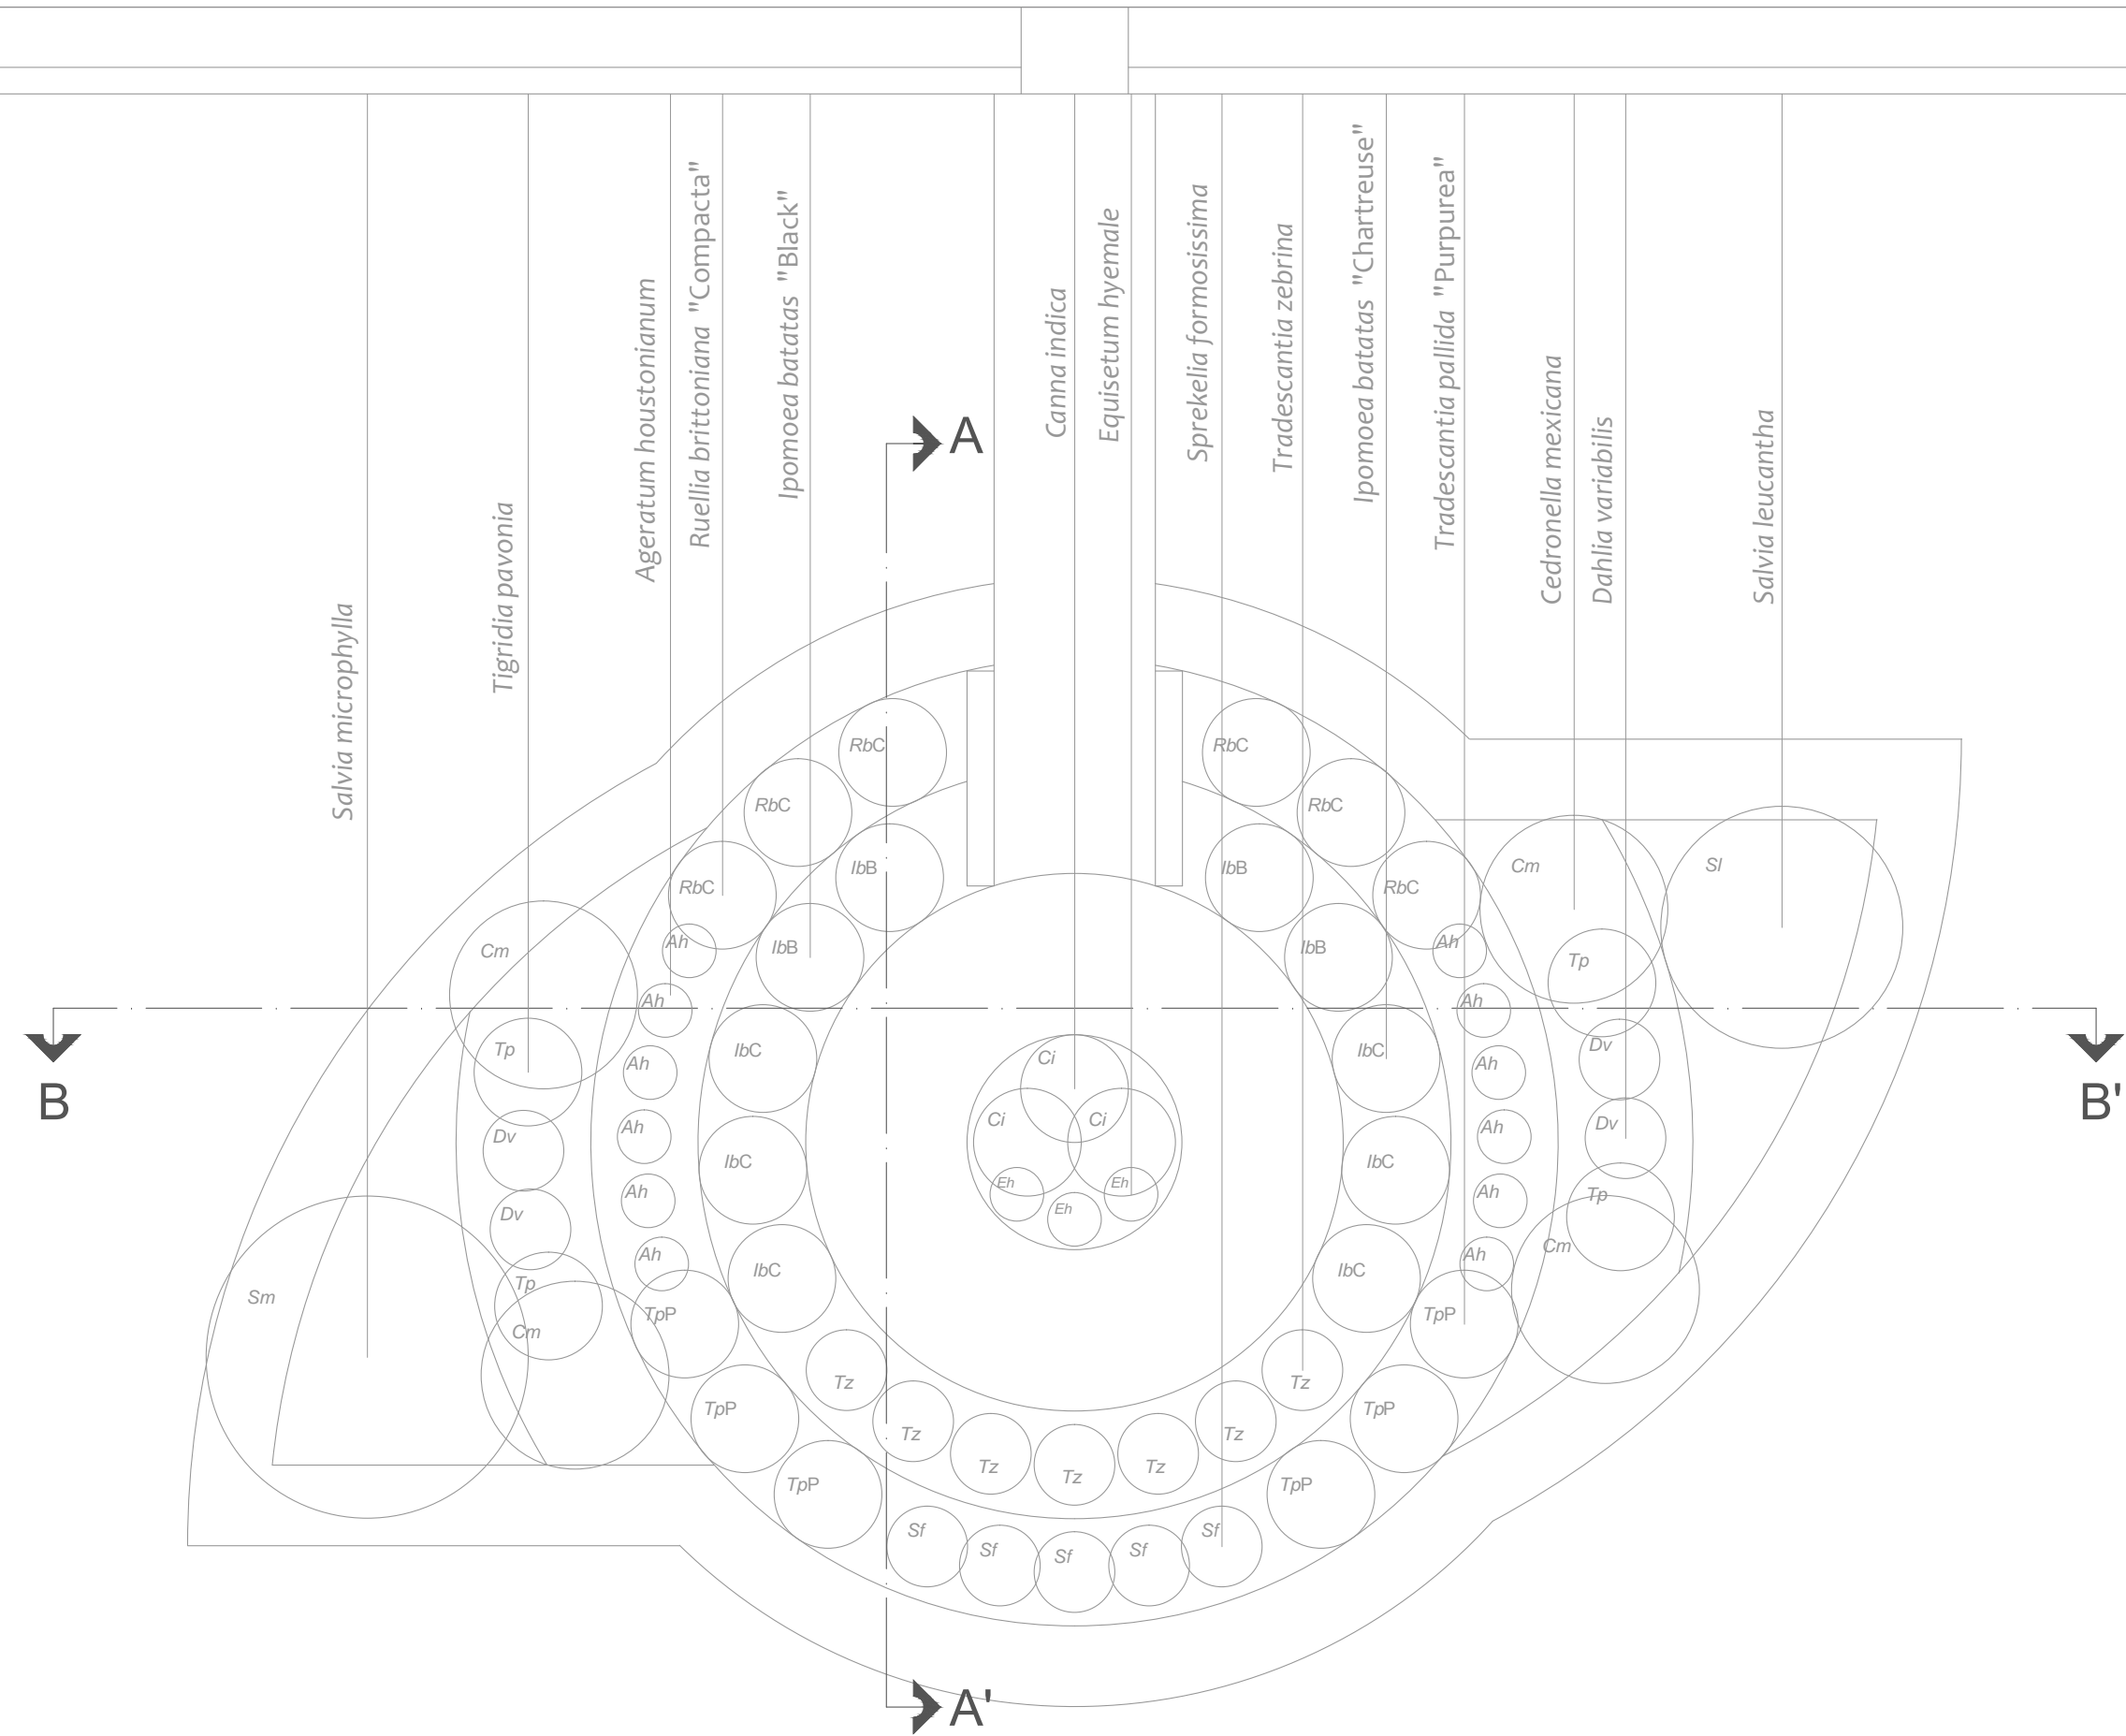 Salvia microphylla
Tigridia pavonia
Ageratum houstonianum
Ruellia brittoniana "Compacta"
Ipomoea batatas "Black"
Canna indica
Equisetum hyemale
Sprekelia formosissima
Tradescantia zebrina
Ipomoea batatas "Chartreuse"
Tradescantia pallida "Purpurea"
Cedronella mexicana
Dahlia variabilis
Salvia leucantha
A
RbC
RbC
RbC
RbC
RbC
RbC
IbB
IbB
Cm
Sl
Cm
Ah
IbB
IbB
Ah
Tp
Ah
Ah
Tp
IbC
Ci
IbC
Dv
Ah
Ah
B
B'
Ci
Ci
Dv
Ah
Ah
Dv
IbC
IbC
Ah
Eh
Eh
Ah
Tp
Dv
Eh
Cm
Ah
IbC
IbC
Ah
Sm
Tp
TpP
TpP
Cm
Tz
Tz
TpP
TpP
Tz
Tz
Tz
Tz
Tz
TpP
TpP
Sf
Sf
Sf
Sf
Sf
A'